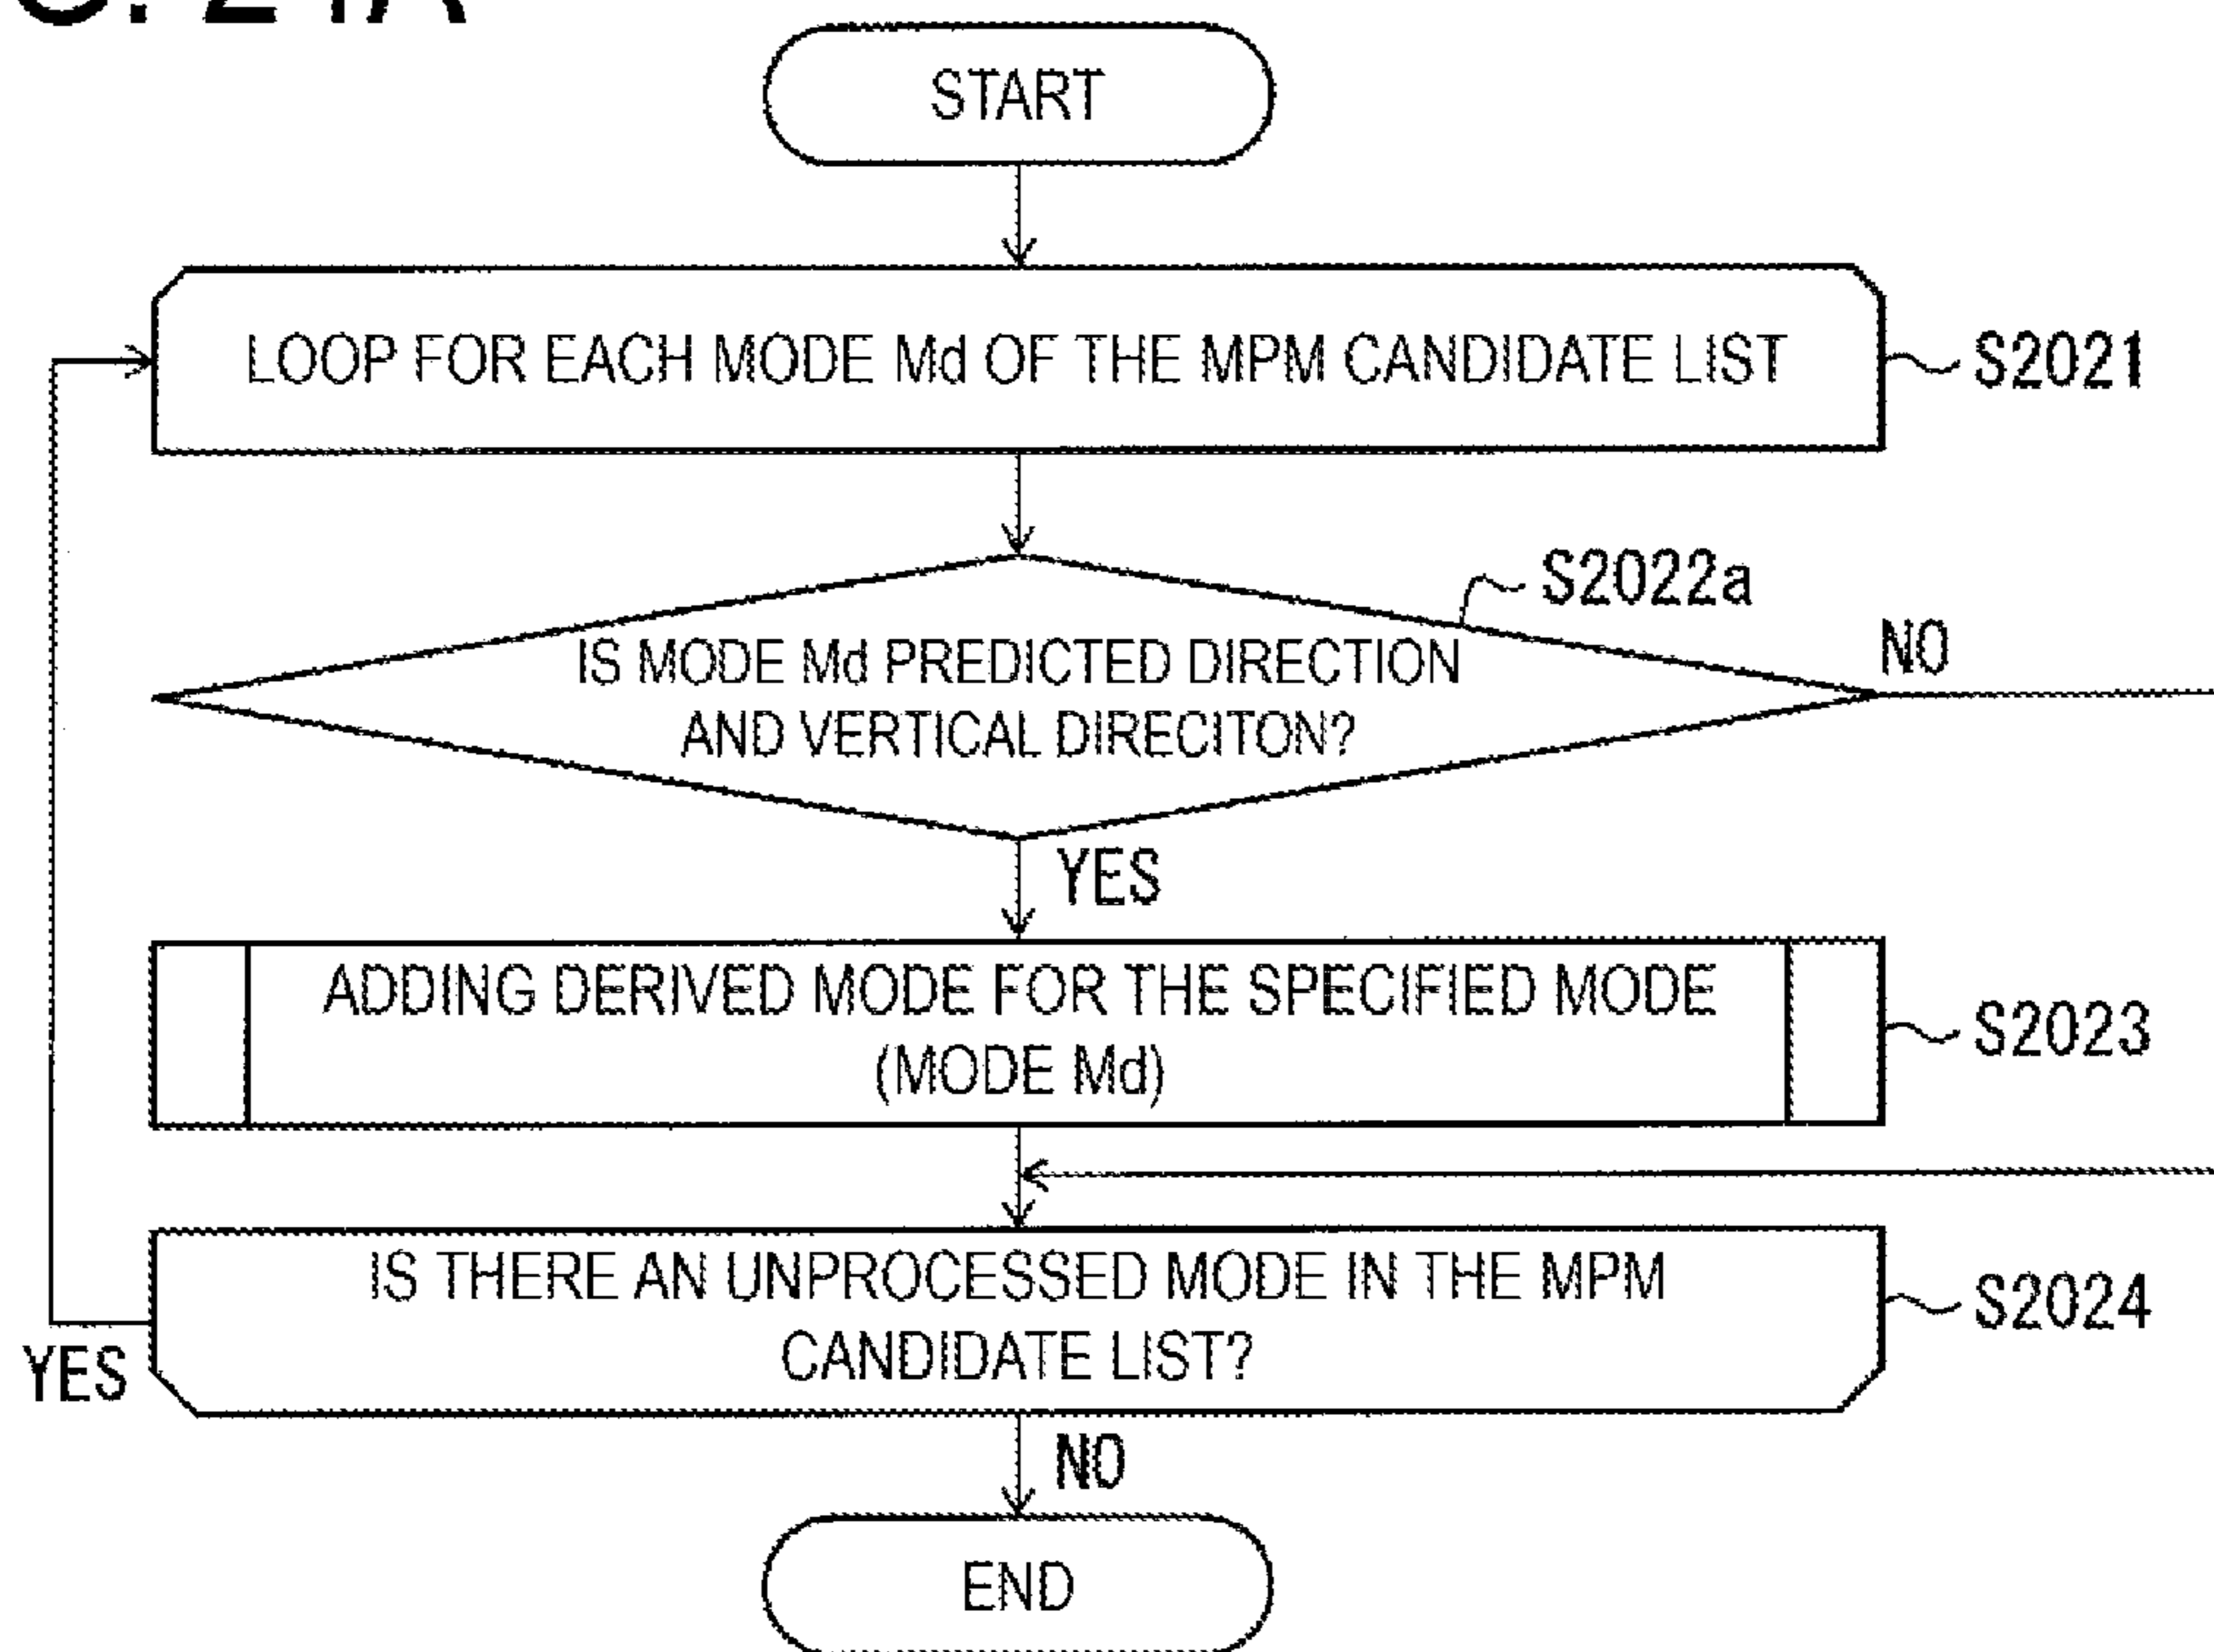 24A
START
LOOP FOR EACH MODE Md OF THE MPM CANDIDATE LIST
S2021
S2022a
NO
IS MODE Md PREDICTED DIRECTION
AND VERTICAL DIRECITON?
YES
ADDING DERIVED MODE FOR THE SPECIFIED MODE
(MODE Md)
S2023
IS THERE AN UNPROCESSED MODE IN THE MPM
CANDIDATE LIST?
S2024
YES
NO
END